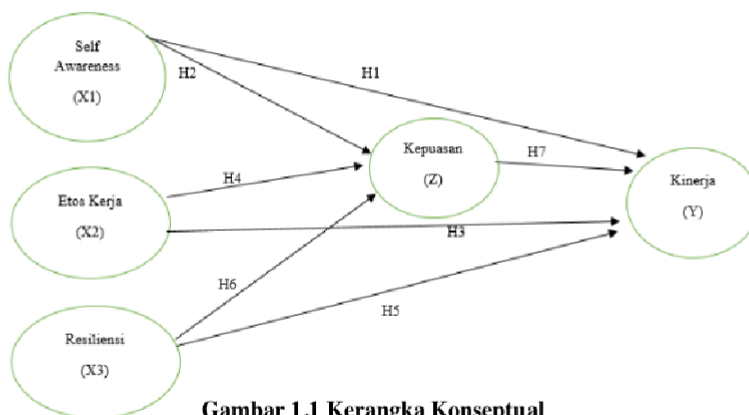 Self
Awareness
(X1)
H2
H1
Kepuasan
(Z)
H7
Kinerja
(Y)
Etos Kerja
(X2)
H4
H3
H6
H5
Resiliensi
(X3)
Gambar 1.1 Kerangka Konseptual